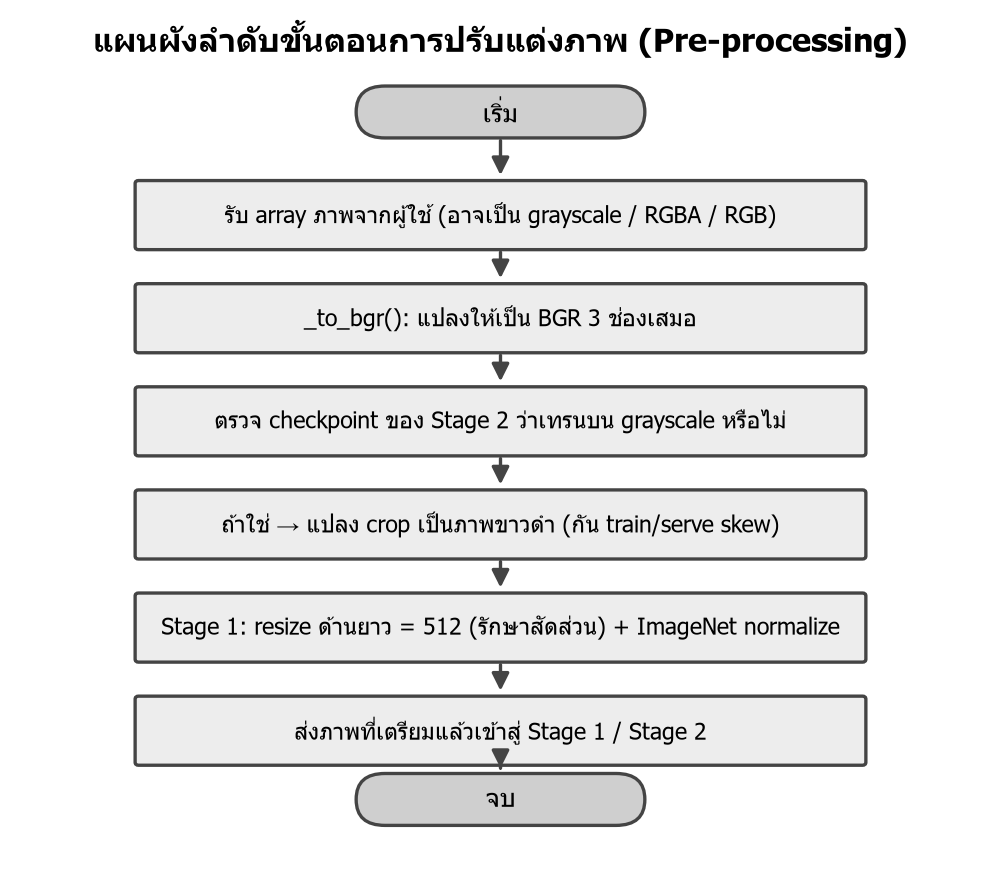 แผนผังลำดับขั้นตอนการปรับแต่งภาพ (Pre-processing)
เริ่ม
รับ array ภาพจากผู้ใช้ (อาจเป็น grayscale / RGBA / RGB)
_to_bgr(): แปลงให้เป็น BGR 3 ช่องเสมอ
ตรวจ checkpoint ของ Stage 2 ว่าเทรนบน grayscale หรือไม่
ถ้าใช่ → แปลง crop เป็นภาพขาวดำ (กัน train/serve skew)
Stage 1: resize ด้านยาว = 512 (รักษาสัดส่วน) + ImageNet normalize
ส่งภาพที่เตรียมแล้วเข้าสู่ Stage 1 / Stage 2
จบ